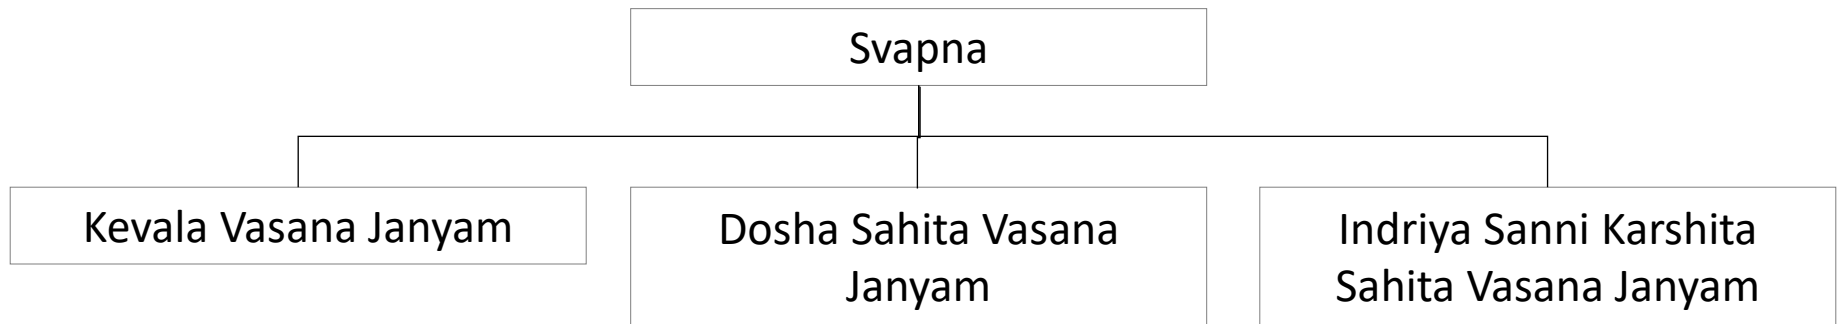 Svapna
Kevala Vasana Janyam
Dosha Sahita Vasana
Janyam
Indriya Sanni Karshita
Sahita Vasana Janyam